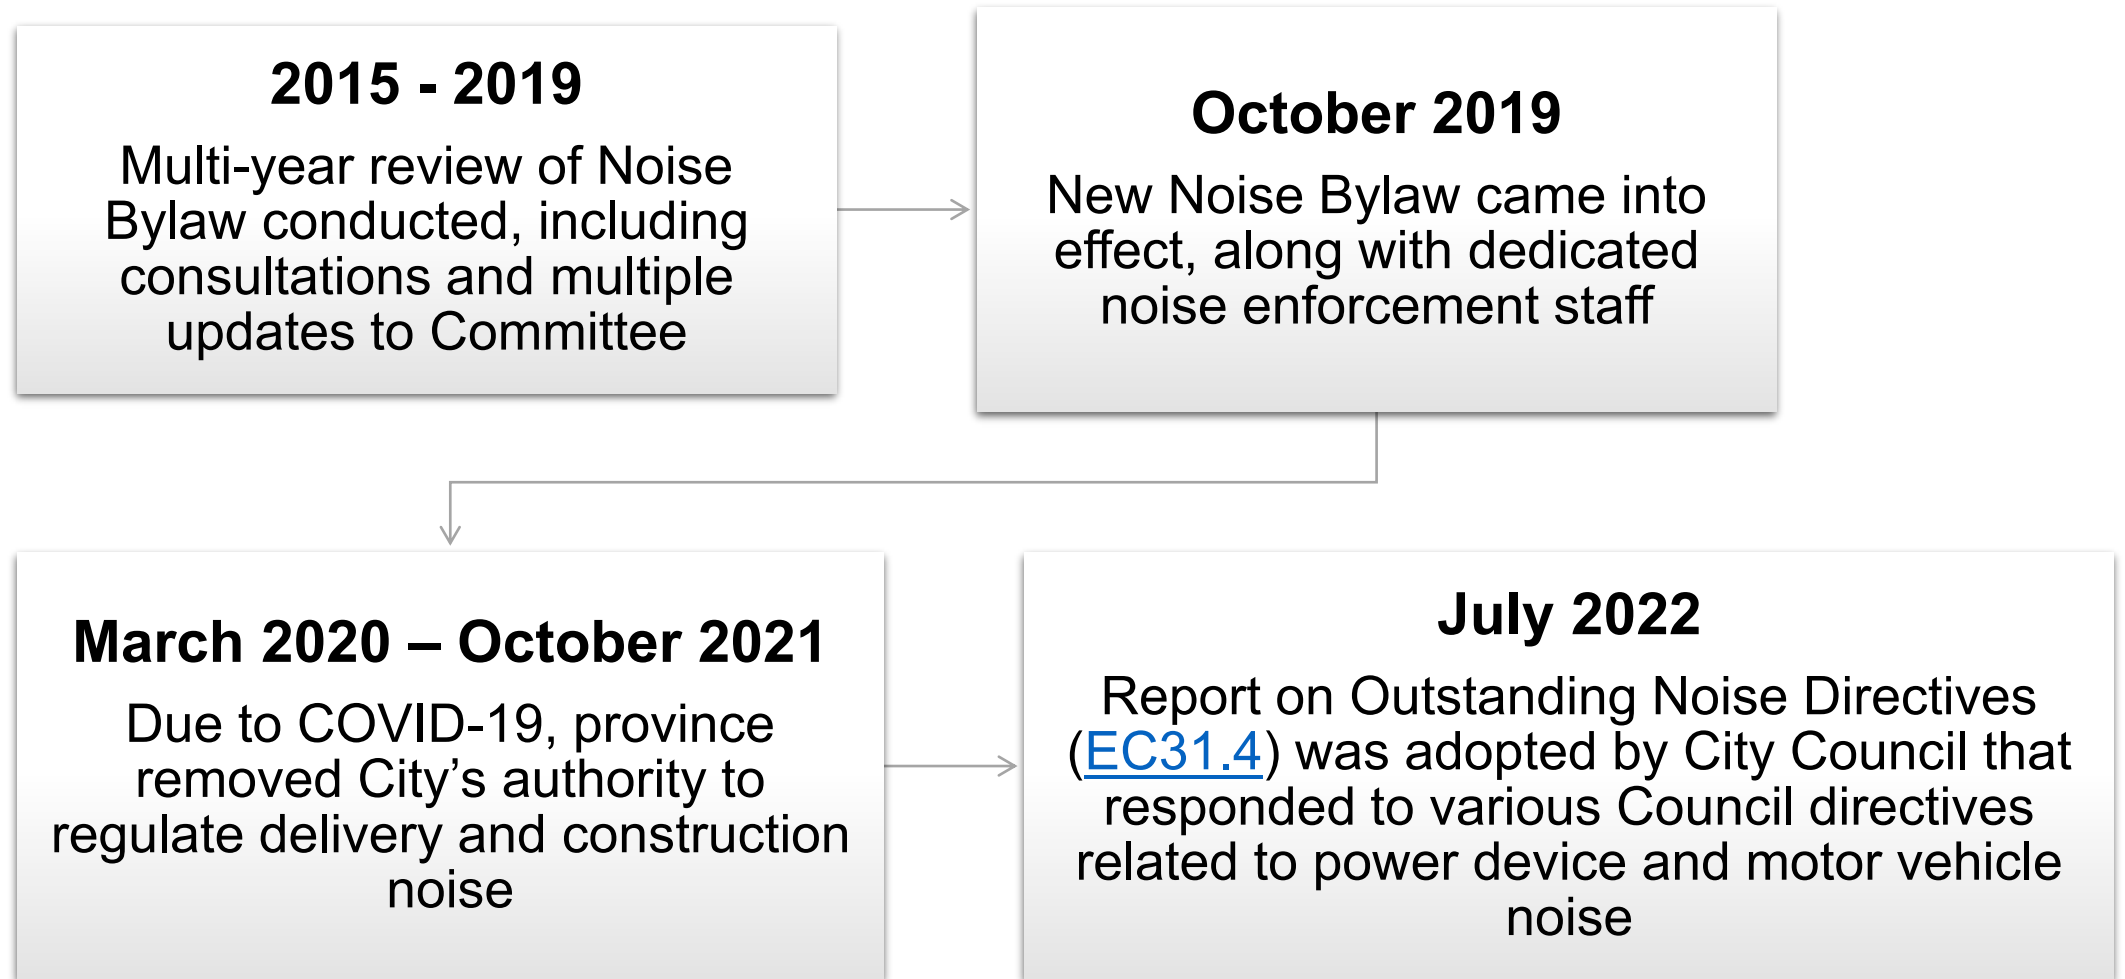 2015 - 2019
Multi-year review of Noise
Bylaw conducted, including
consultations and multiple
updates to Committee
October 2019
New Noise Bylaw came into
effect, along with dedicated
noise enforcement staff
March 2020 – October 2021
Due to COVID-19, province
removed City’s authority to
regulate delivery and construction
noise
July 2022
Report on Outstanding Noise Directives
(EC31.4) was adopted by City Council that
responded to various Council directives
related to power device and motor vehicle
noise